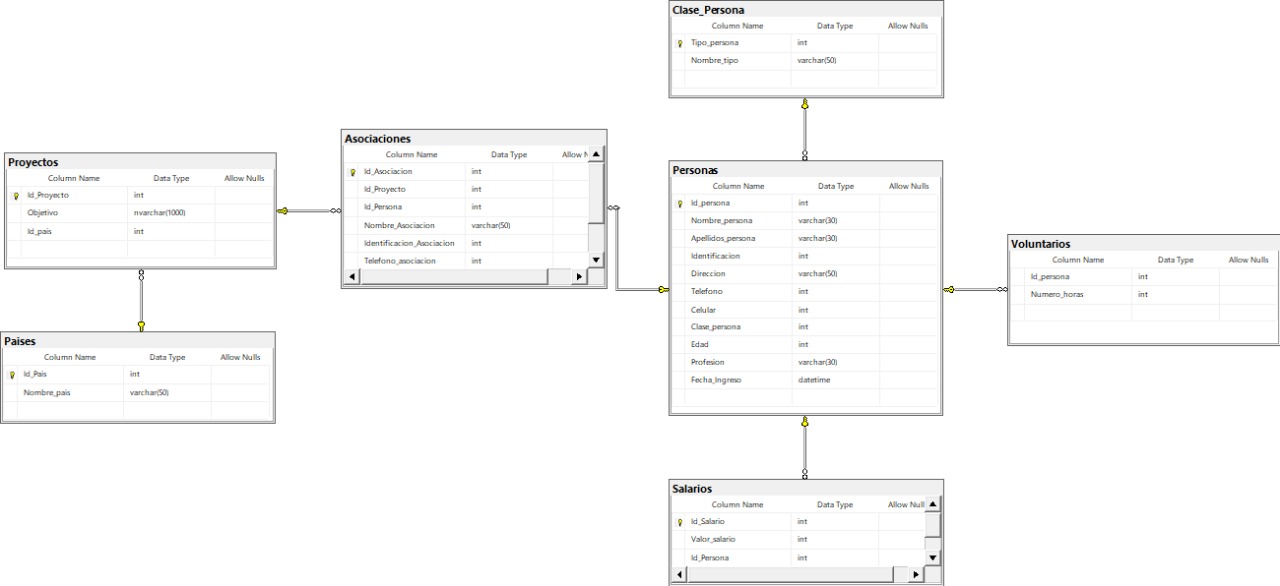 Clase_Persona
Column Name Data Type Allow Nulls
Tipo_persona int
Nombre_tipo varchar(50)
Asociaciones
Column Name Data Type Allow N
Id_Asociacion int
Id_Proyecto int
Id_Persona int
Nombre_Asociacion varchar(50)
Identificacion_Asociacion int
Telefono_asociacion int
Proyectos
Column Name Data Type Allow Nulls
Id_Proyecto int
Objetivo nvarchar(1000)
Id_pais int
Personas
Column Name Data Type Allow Nulls
Id_persona int
Nombre_persona varchar(30)
Apellidos_persona varchar(30)
Identificacion int
Direccion varchar(50)
Telefono int
Celular int
Clase_persona int
Edad int
Profesion varchar(30)
Fecha_Ingreso datetime
Voluntarios
Column Name Data Type Allow Nulls
Id_persona int
Numero_horas int
Paises
Column Name Data Type Allow Nulls
Id_Pais int
Nombre_pais varchar(50)
Salarios
Column Name Data Type Allow Null
Id_Salario int
Valor_salario int
Id_Persona int